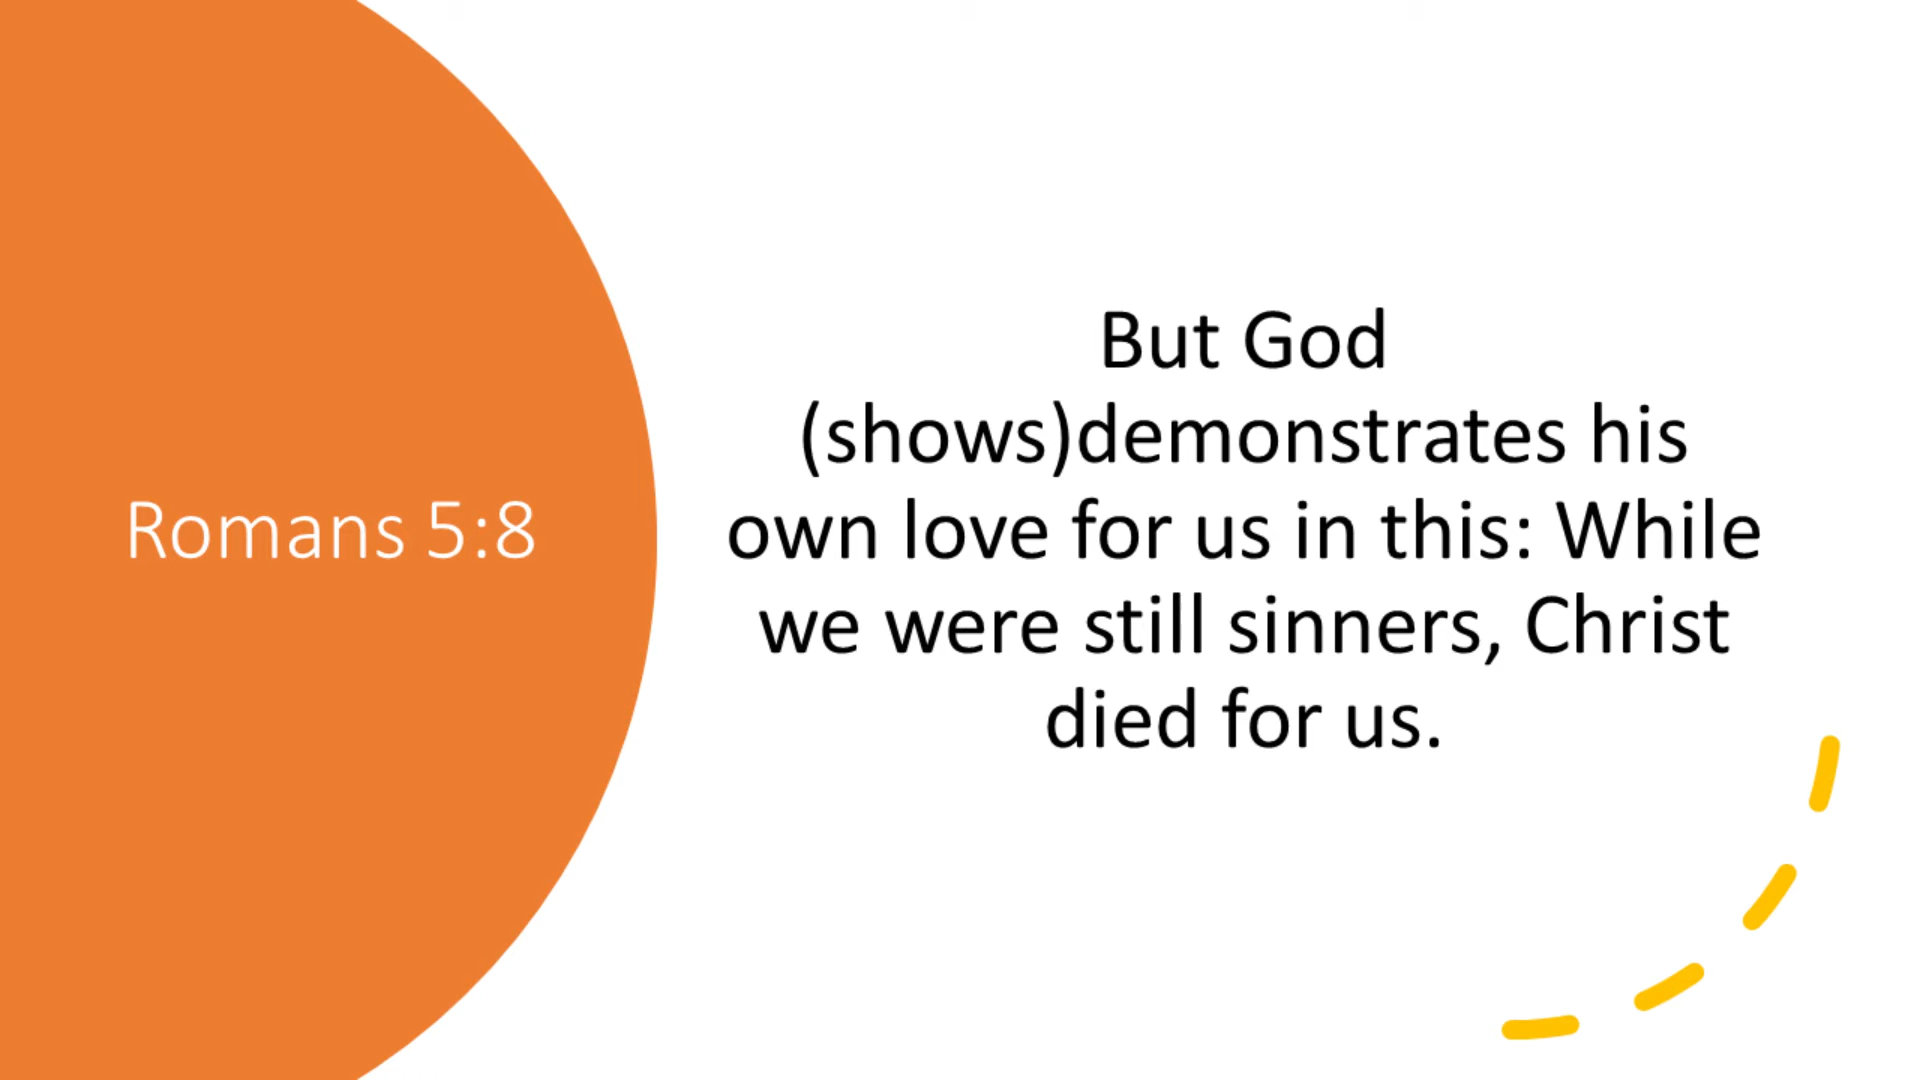 Romans 5:8
But God
(shows)demonstrates his
own love for us in this: While
we were still sinners, Christ
died for us.